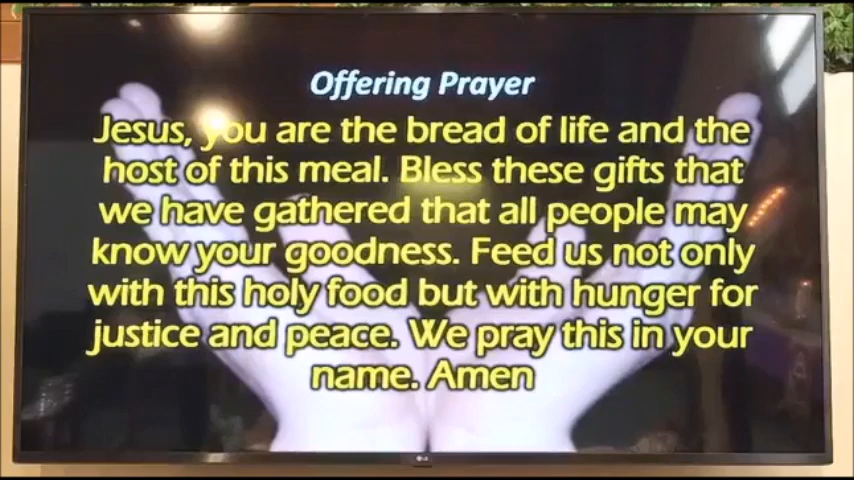 Offering Prayer
Jesus, you are the bread of life and the
host of this meal. Bless these gifts that
we have gathered that all people may
know your goodness. Feed us not only
with this holy food but with hunger for
justice and peace. We pray this in your
name. Amen
LG